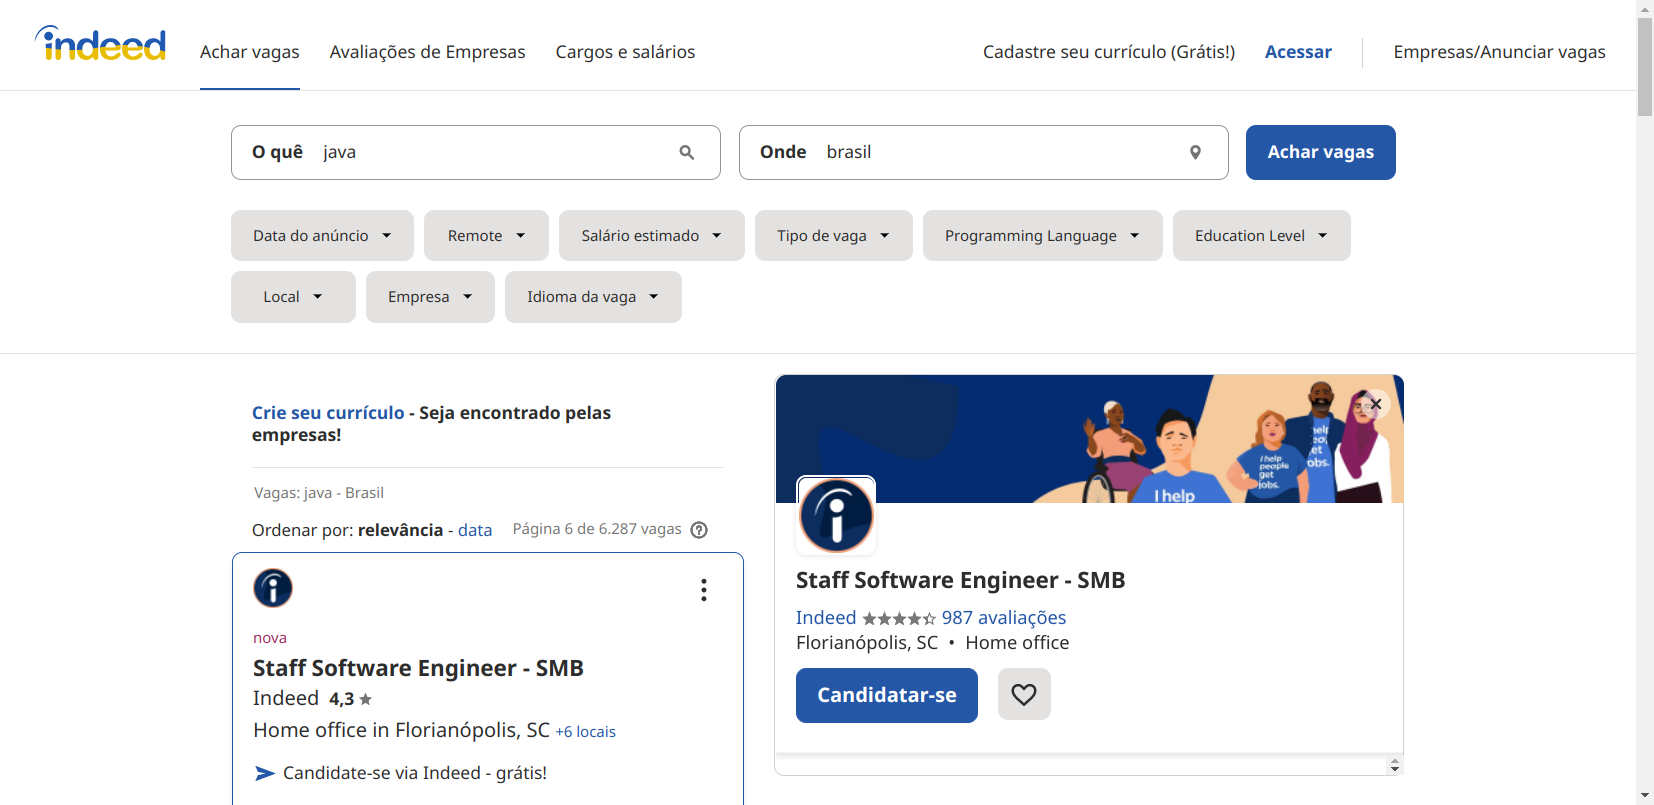 indeed
Achar vagas
Avaliações de Empresas
Cargos e salários
Cadastre seu currículo (Grátis!)
Acessar
Empresas/Anunciar vagas
O quê java
Onde brasil
Achar vagas
Data do anúncio
Remote
Salário estimado
Tipo de vaga
Programming Language
Education Level
Local
Empresa
Idioma da vaga
Crie seu currículo - Seja encontrado pelas
empresas!
Vagas: java - Brasil
Ordenar por: relevância - data
Página 6 de 6.287 vagas
nova
Staff Software Engineer - SMB
Indeed 4,3
Home office in Florianópolis, SC +6 locais
Candidate-se via Indeed - grátis!
I help
I help
people
get
jobs.
help
get
jobs.
Staff Software Engineer - SMB
Indeed 987 avaliações
Florianópolis, SC • Home office
Candidatar-se